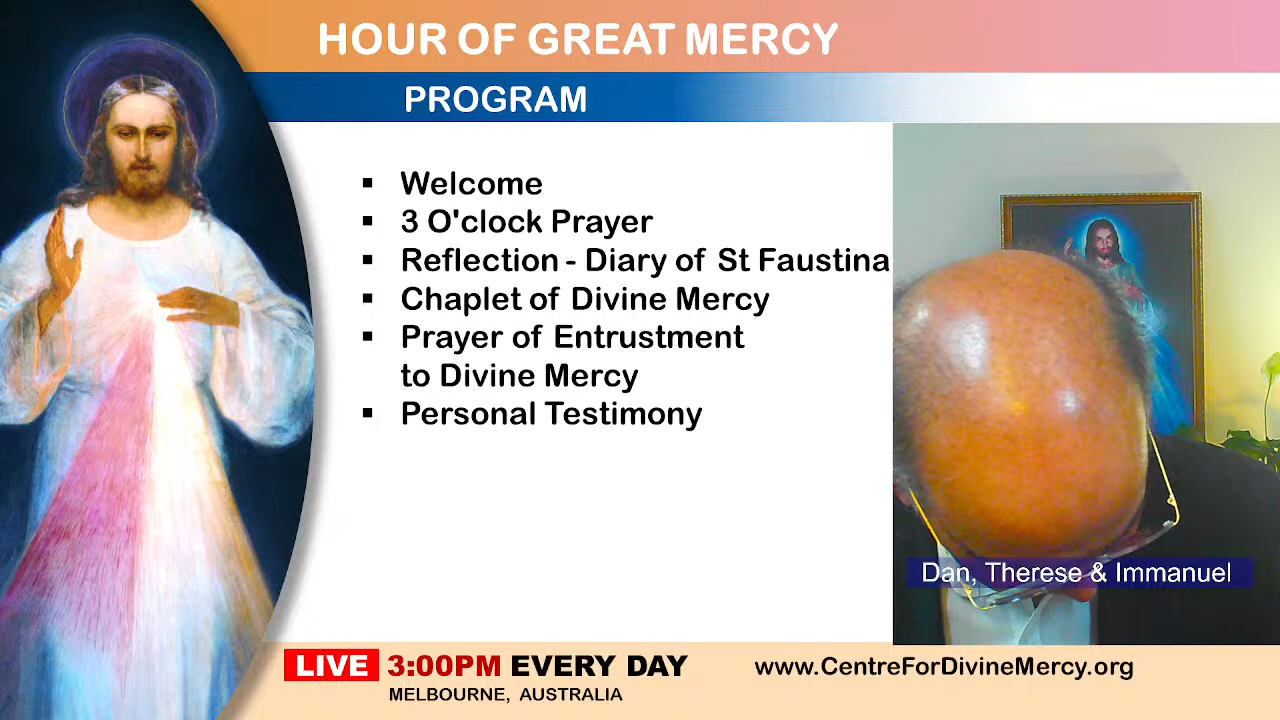 HOUR OF GREAT MERCY
PROGRAM
▪ Welcome
▪ 3 O'clock Prayer
▪ Reflection - Diary of St Faustina
▪ Chaplet of Divine Mercy
▪ Prayer of Entrustment
to Divine Mercy
▪ Personal Testimony
Dan, Therese & Immanuel
LIVE 3:00PM EVERY DAY
MELBOURNE, AUSTRALIA
www.CentreForDivineMercy.org